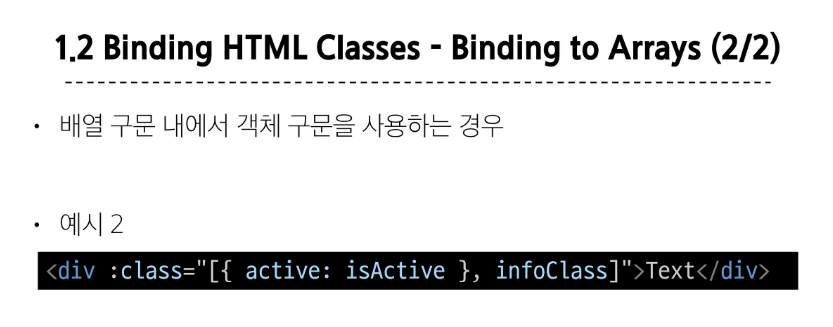 1.2 Binding HTML Classes - Binding to Arrays (2/2)
• 배열 구문 내에서 객체 구문을 사용하는 경우
• 예시 2
<div :class="[{ active: isActive }, infoClass]">Text</div>